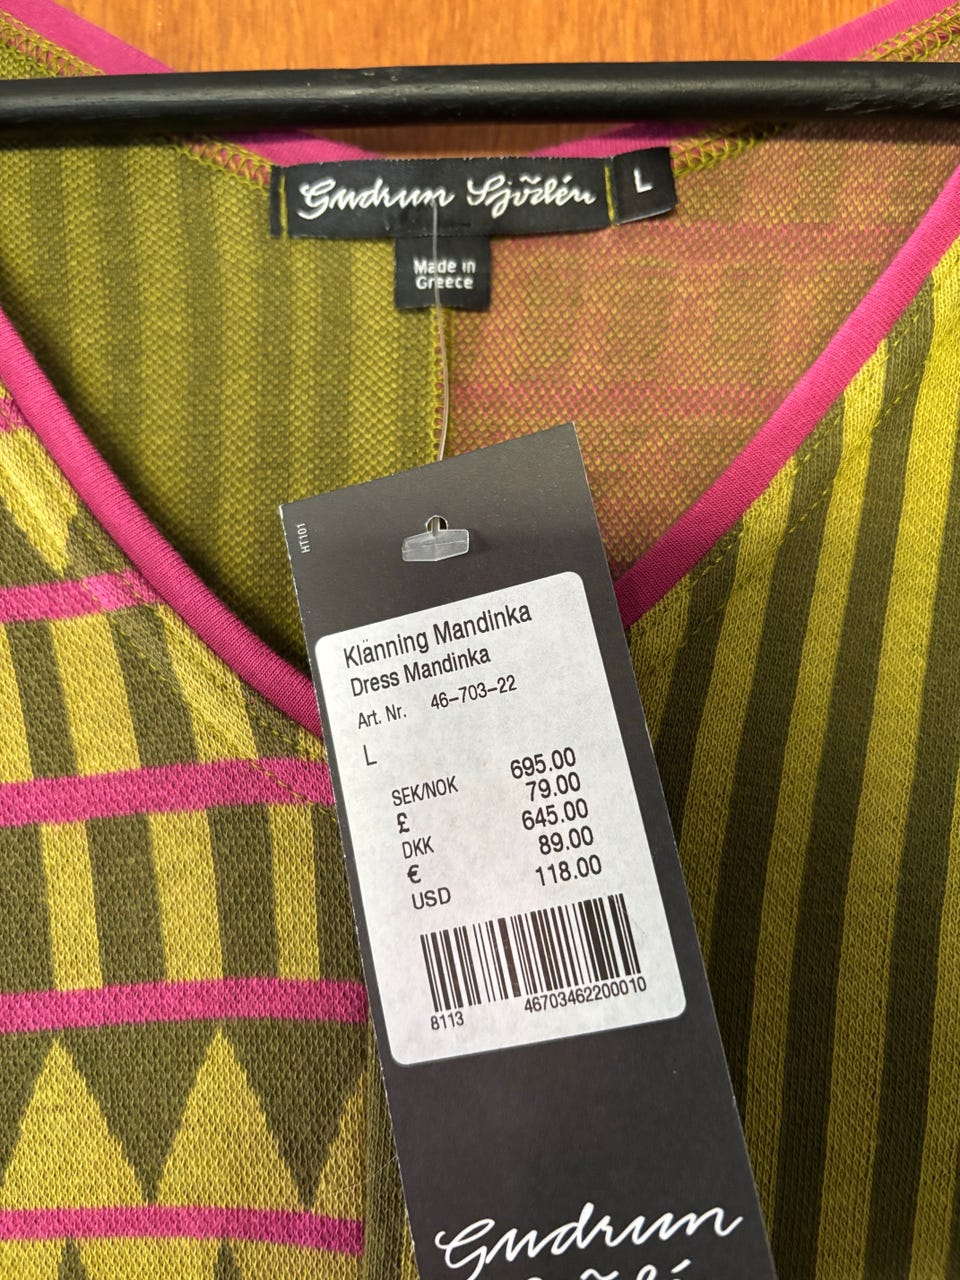 Gudrun Sjödén
L
Made in
Greece
HT101
Klänning Mandinka
Dress Mandinka
Art. Nr. 46-703-22
L
SEK/NOK 695.00
£ 79.00
DKK 645.00
€ 89.00
USD 118.00
8113 46703462200010
Gudrun